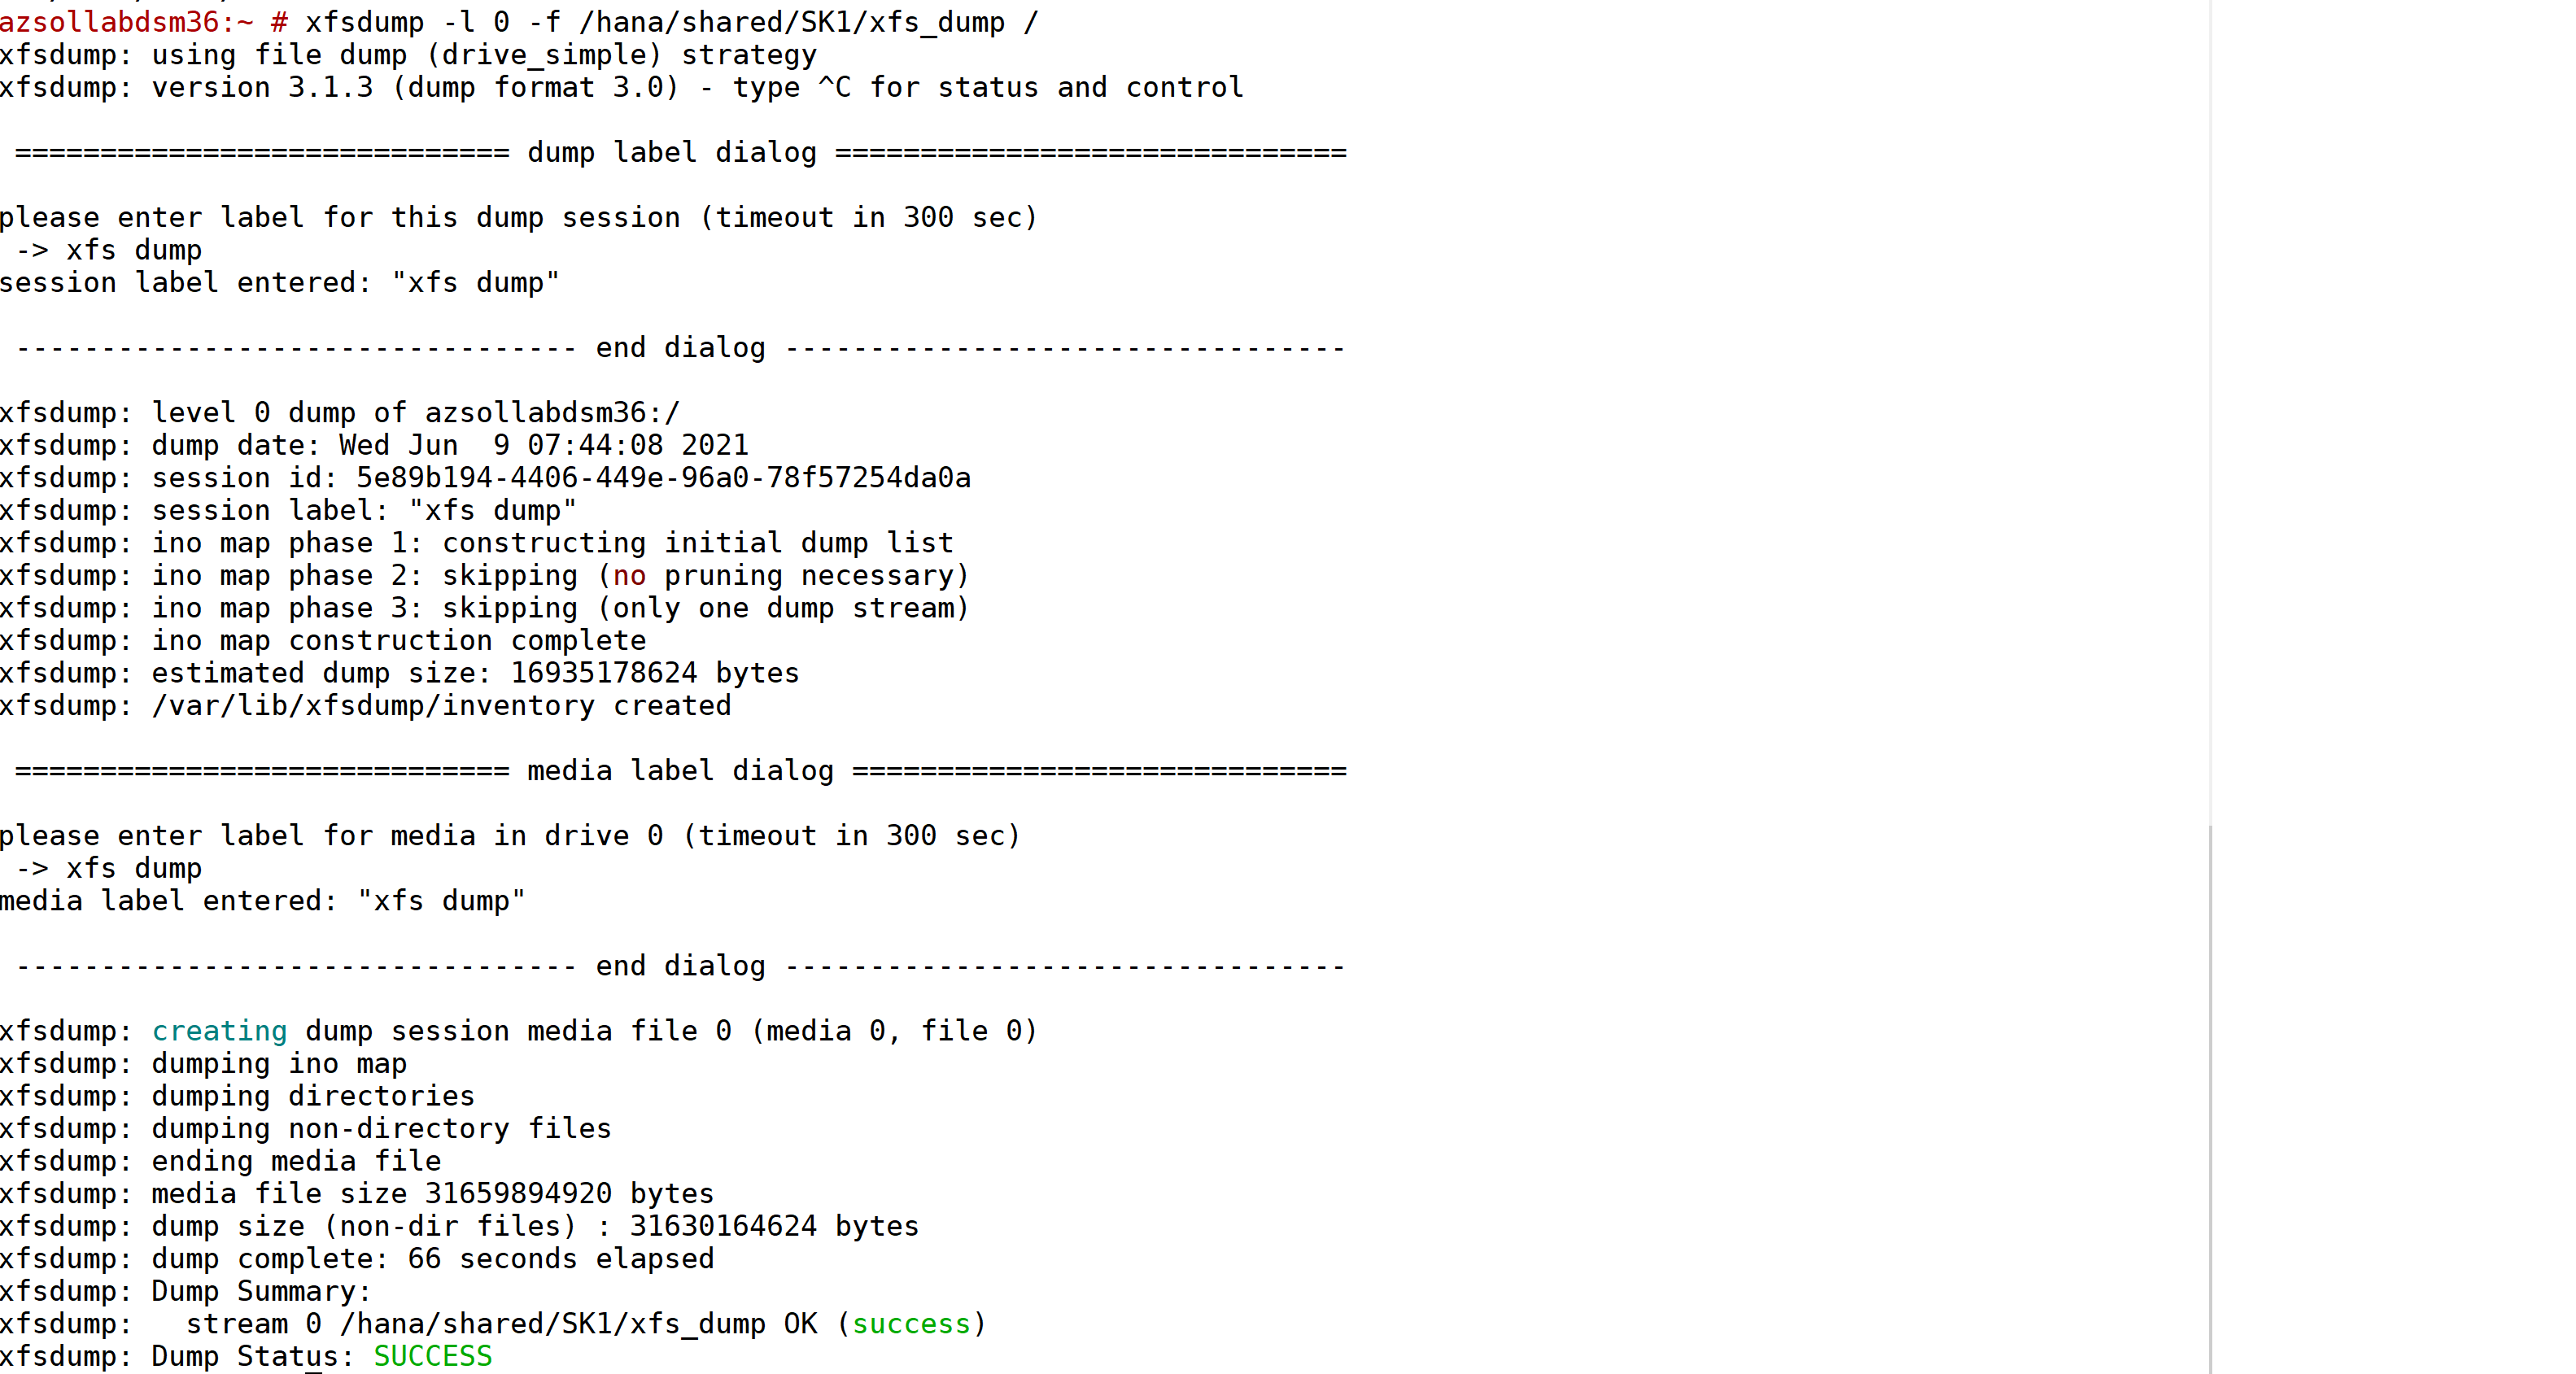 azsollabdsm36:~ # xfsdump -l 0 -f /hana/shared/SK1/xfs_dump /
xfsdump: using file dump (drive_simple) strategy
xfsdump: version 3.1.3 (dump format 3.0) - type ^C for status and control

 ============================= dump label dialog ==============================

please enter label for this dump session (timeout in 300 sec)
 -> xfs dump
session label entered: "xfs dump"

 --------------------------------- end dialog ---------------------------------

xfsdump: level 0 dump of azsollabdsm36:/
xfsdump: dump date: Wed Jun  9 07:44:08 2021
xfsdump: session id: 5e89b194-4406-449e-96a0-78f57254da0a
xfsdump: session label: "xfs dump"
xfsdump: ino map phase 1: constructing initial dump list
xfsdump: ino map phase 2: skipping (no pruning necessary)
xfsdump: ino map phase 3: skipping (only one dump stream)
xfsdump: ino map construction complete
xfsdump: estimated dump size: 16935178624 bytes
xfsdump: /var/lib/xfsdump/inventory created

 ============================= media label dialog =============================

please enter label for media in drive 0 (timeout in 300 sec)
 -> xfs dump
media label entered: "xfs dump"

 --------------------------------- end dialog ---------------------------------

xfsdump: creating dump session media file 0 (media 0, file 0)
xfsdump: dumping ino map
xfsdump: dumping directories
xfsdump: dumping non-directory files
xfsdump: ending media file
xfsdump: media file size 31659894920 bytes
xfsdump: dump size (non-dir files) : 31630164624 bytes
xfsdump: dump complete: 66 seconds elapsed
xfsdump: Dump Summary:
xfsdump:   stream 0 /hana/shared/SK1/xfs_dump OK (success)
xfsdump: Dump Status: SUCCESS